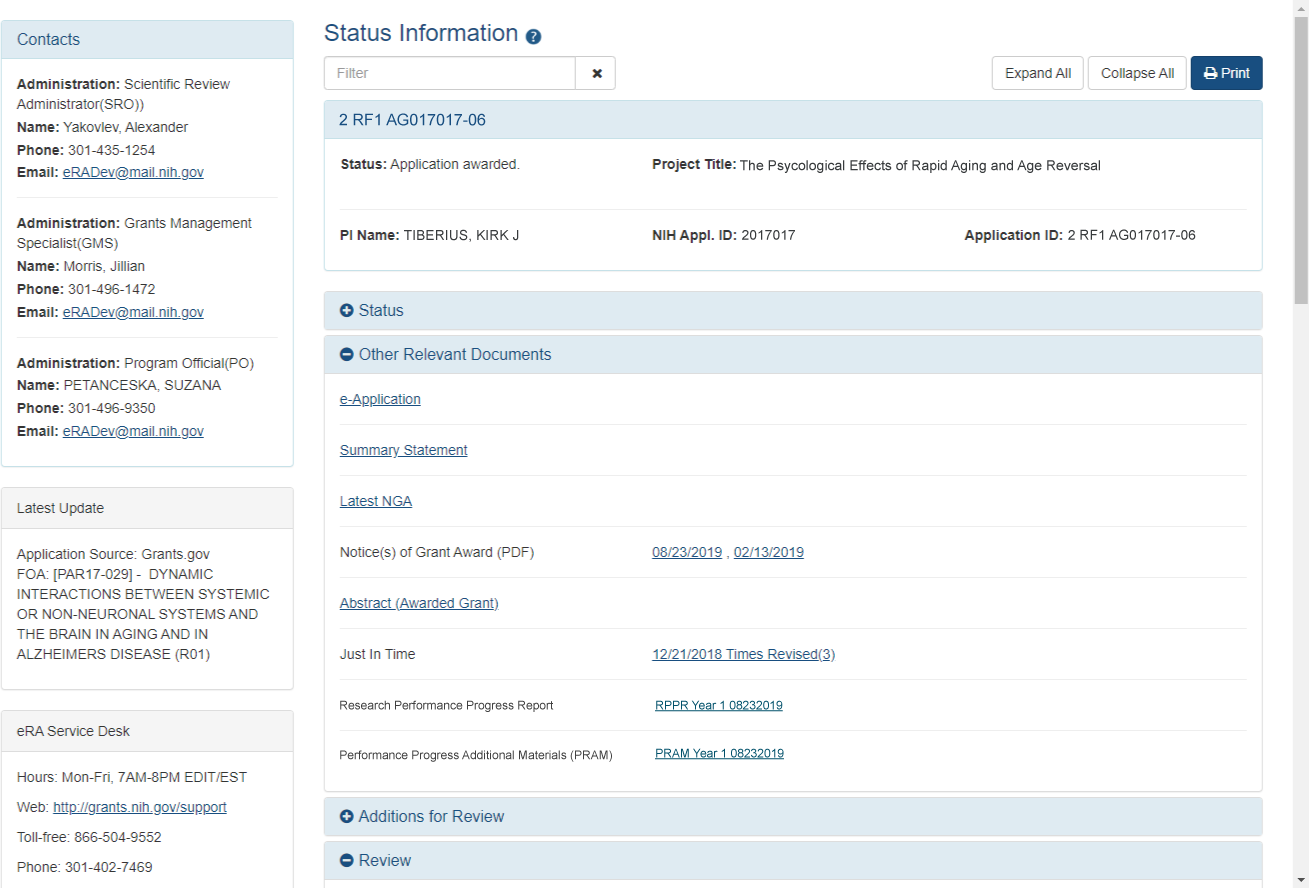 Contacts
Administration: Scientific Review
Administrator(SRO))
Name: Yakovlev, Alexander
Phone: 301-435-1254
Email: eRADev@mail.nih.gov
Administration: Grants Management
Specialist(GMS)
Name: Morris, Jillian
Phone: 301-496-1472
Email: eRADev@mail.nih.gov
Administration: Program Official(PO)
Name: PETANCESKA, SUZANA
Phone: 301-496-9350
Email: eRADev@mail.nih.gov
Latest Update
Application Source: Grants.gov
FOA: [PAR17-029] - DYNAMIC
INTERACTIONS BETWEEN SYSTEMIC
OR NON-NEURONAL SYSTEMS AND
THE BRAIN IN AGING AND IN
ALZHEIMERS DISEASE (R01)
eRA Service Desk
Hours: Mon-Fri, 7AM-8PM EDIT/EST
Web: http://grants.nih.gov/support
Toll-free: 866-504-9552
Phone: 301-402-7469
Status Information ?
Filter
Expand All Collapse All Print
2 RF1 AG017017-06
Status: Application awarded. Project Title: The Psycological Effects of Rapid Aging and Age Reversal
PI Name: TIBERIUS, KIRK J NIH Appl. ID: 2017017 Application ID: 2 RF1 AG017017-06
Status
Other Relevant Documents
e-Application
Summary Statement
Latest NGA
Notice(s) of Grant Award (PDF) 08/23/2019 , 02/13/2019
Abstract (Awarded Grant)
Just In Time 12/21/2018 Times Revised(3)
Research Performance Progress Report RPPR Year 1 08232019
Performance Progress Additional Materials (PRAM) PRAM Year 1 08232019
Additions for Review
Review